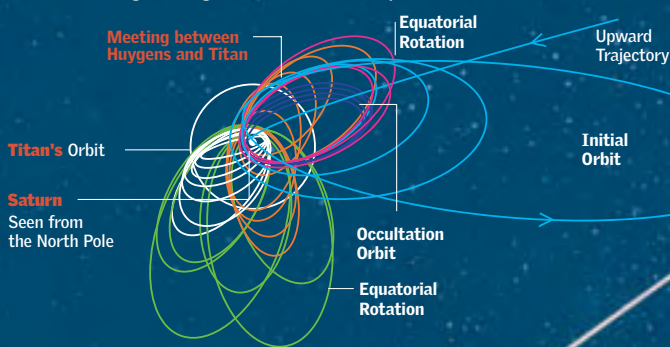 Meeting between
Huygens and Titan
Equatorial
Rotation
Upward
Trajectory
Titan's Orbit
Initial
Orbit
Saturn
Seen from
the North Pole
Occultation
Orbit
Equatorial
Rotation